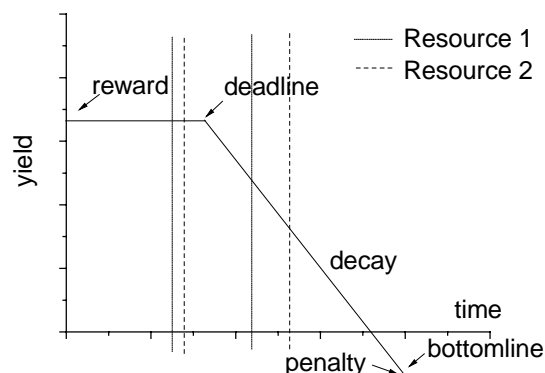 Resource 1
Resource 2
reward
deadline
yield
decay
time
bottomline
penalty